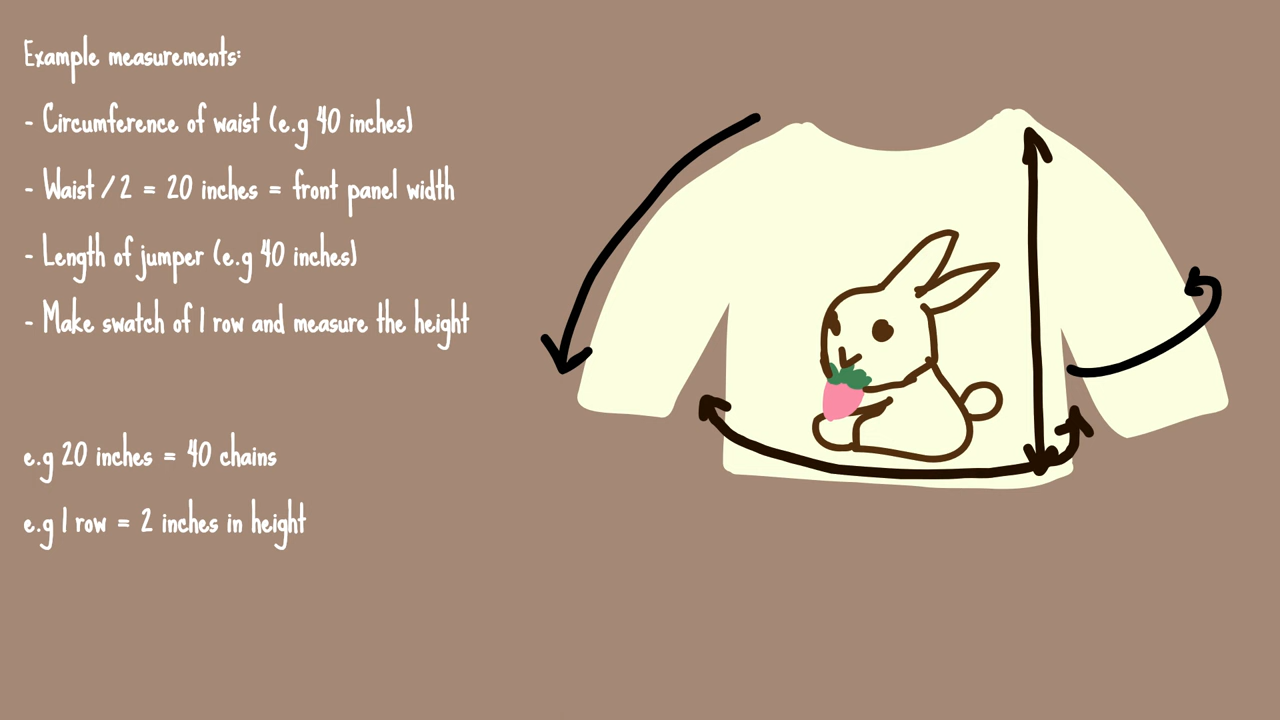 Example measurements:
- Circumference of waist (e.g 40 inches)
- Waist / 2 = 20 inches = front panel width
- Length of jumper (e.g 40 inches)
- Make swatch of 1 row and measure the height
e.g 20 inches = 40 chains
e.g 1 row = 2 inches in height